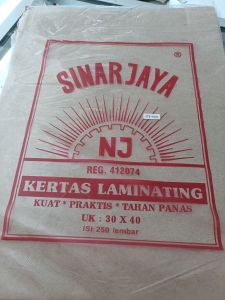 ®
SINAR JAYA
NJ
REG. 412074
KERTAS LAMINATING
KUAT * PRAKTIS * TAHAN PANAS
UK : 30 X 40
ISI: 250 lembar